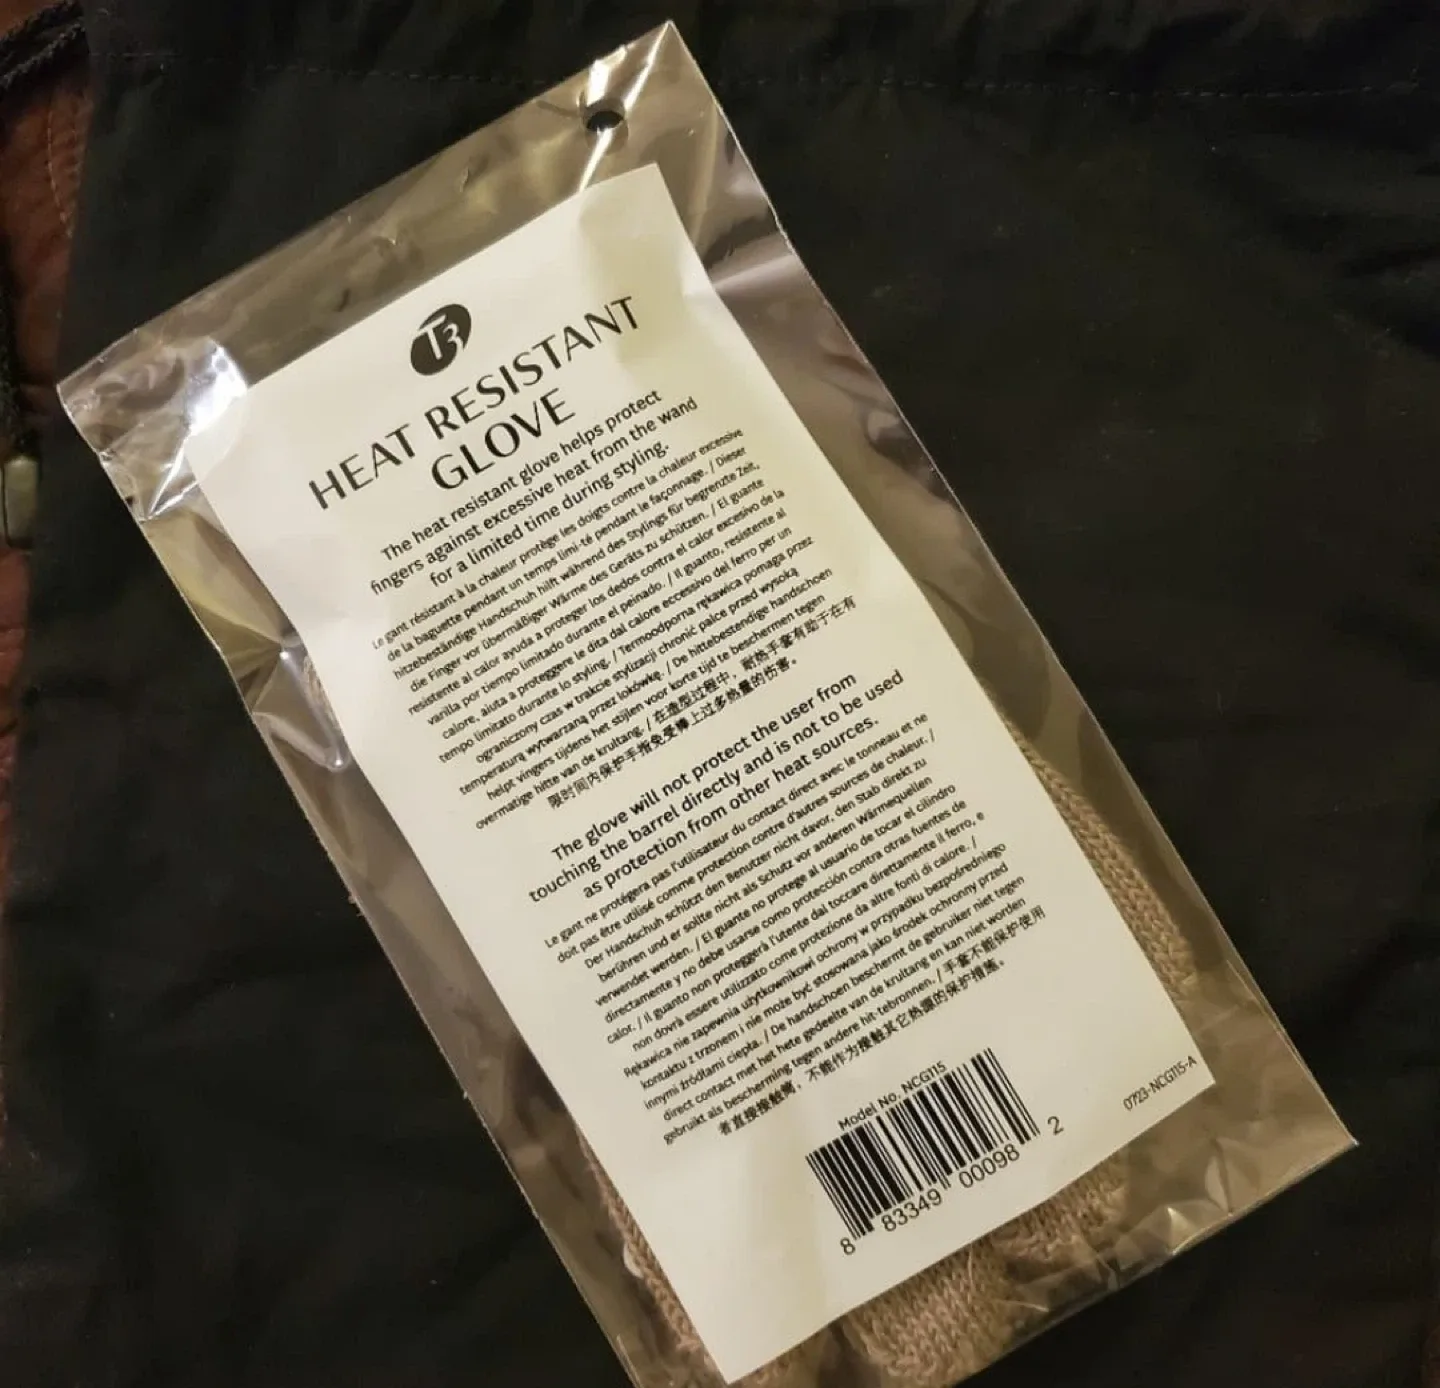 T3
HEAT RESISTANT
GLOVE
The heat resistant glove helps protect
fingers against excessive heat from the wand
for a limited time during styling.
Le gant résistant à la chaleur protège les doigts contre la chaleur excessive
de la baguette pendant un temps limi-té pendant le façonnage. / Dieser
hitzebeständige Handschuh hilft während des Stylings für begrenzte Zeit,
die Finger vor übermäßiger Wärme des Geräts zu schützen. / El guante
resistente al calor ayuda a proteger los dedos contra el calor excesivo de la
varilla por tiempo limitado durante el peinado. / Il guanto, resistente al
calore, aiuta a proteggere le dita dal calore eccessivo del ferro per un
tempo limitato durante lo styling. / Termoodporna rękawica pomaga przez
ograniczony czas w trakcie stylizacji chronić palce przed wysoką
temperaturą wytwarzaną przez lokówkę. / De hittebestendige handschoen
helpt vingers tijdens het stijlen voor korte tijd te beschermen tegen
overmatige hitte van de krultang. / 在造型过程中，耐热手套有助于在有
限时间内保护手指免受棒上过多热量的伤害。
The glove will not protect the user from
touching the barrel directly and is not to be used
as protection from other heat sources.
Le gant ne protégera pas l'utilisateur du contact direct avec le tonneau et ne
doit pas être utilisé comme protection contre d'autres sources de chaleur. /
Der Handschuh schützt den Benutzer nicht davor, den Stab direkt zu
berühren und er sollte nicht als Schutz vor anderen Wärmequellen
verwendet werden. / El guante no protege al usuario de tocar el cilindro
directamente y no debe usarse como protección contra otras fuentes de
calor. / Il guanto non proteggerà l'utente dal toccare direttamente il ferro, e
non dovrà essere utilizzato come protezione da altre fonti di calore. /
Rękawica nie zapewnia użytkownikowi ochrony w przypadku bezpośredniego
kontaktu z trzonem i nie może być stosowana jako środek ochronny przed
innymi źródłami ciepła. / De handschoen beschermt de gebruiker niet tegen
direct contact met het hete gedeelte van de krultang en kan niet worden
gebruikt als bescherming tegen andere hit-tebronnen. / 手套不能保护使用
者直接接触离，不能作为接触其它热源的保护措施。
Model No. NCG115
8 83349 00098 2
0723-NCG115-A